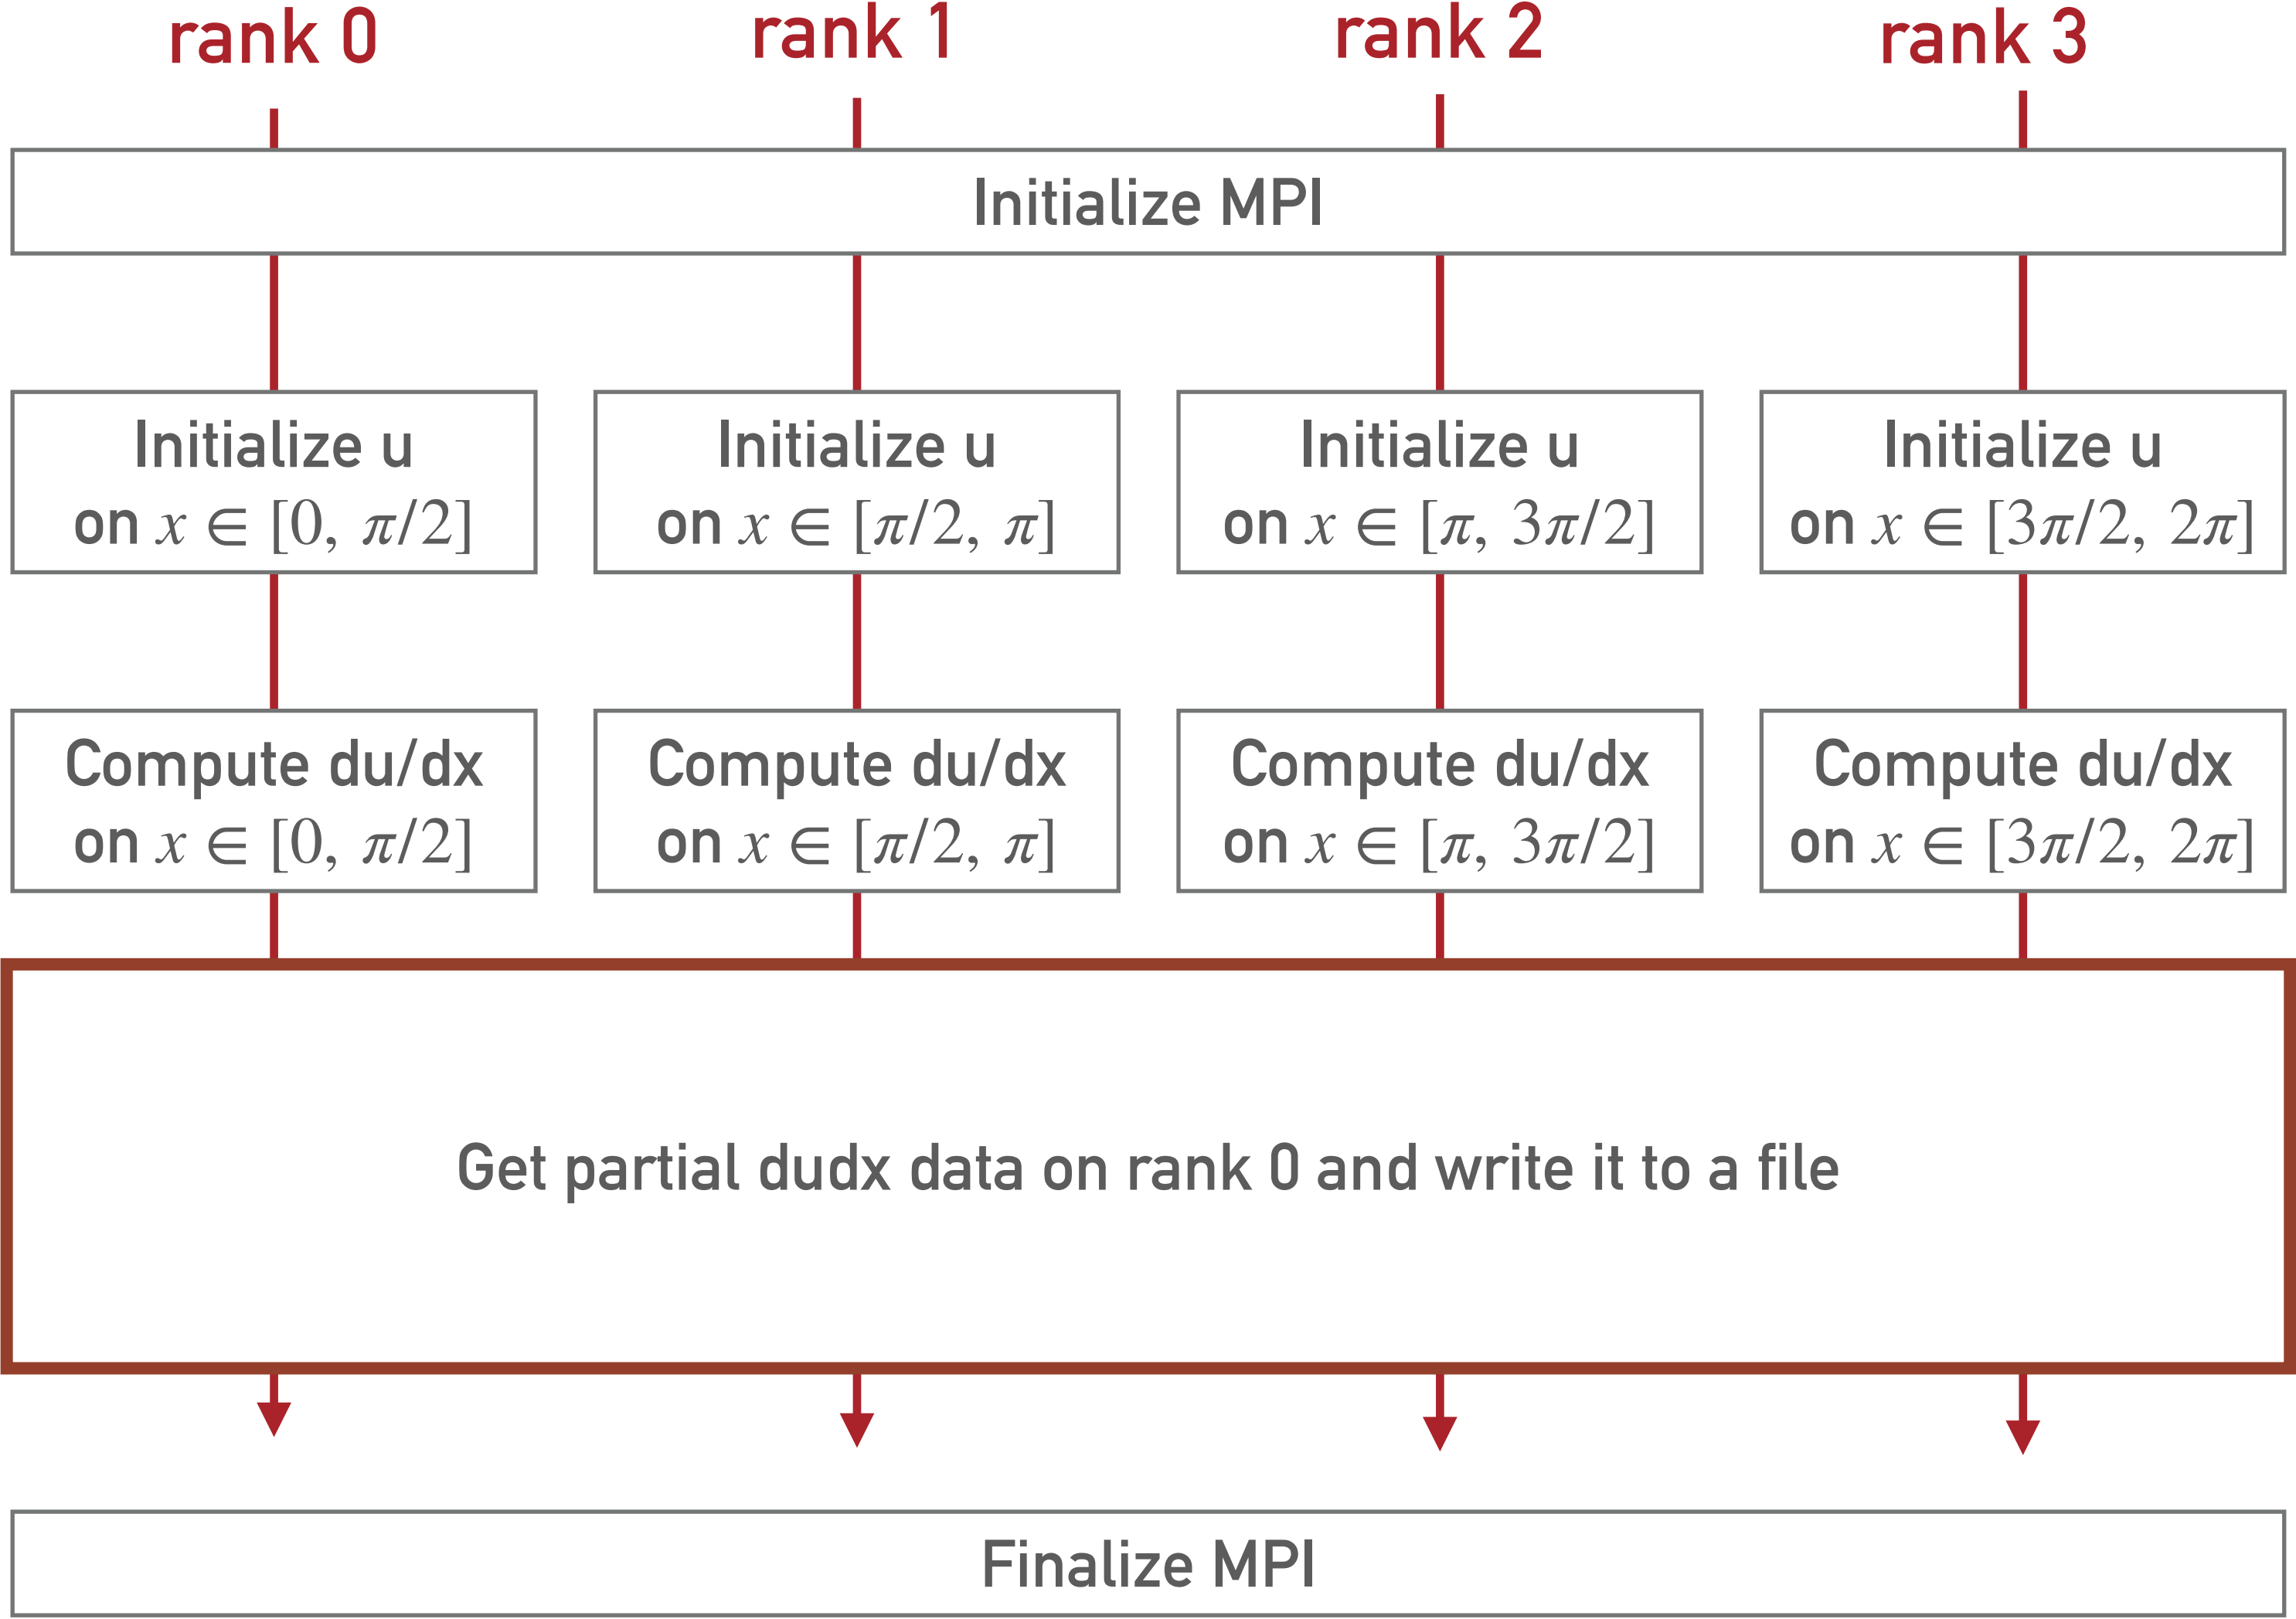 rank 0
rank 1
rank 2
rank 3
Initialize MPI
Initialize u
on x ∈ [0, π/2]
Initialize u
on x ∈ [π/2, π]
Initialize u
on x ∈ [π, 3π/2]
Initialize u
on x ∈ [3π/2, 2π]
Compute du/dx
on x ∈ [0, π/2]
Compute du/dx
on x ∈ [π/2, π]
Compute du/dx
on x ∈ [π, 3π/2]
Compute du/dx
on x ∈ [3π/2, 2π]
Get partial dudx data on rank 0 and write it to a file
Finalize MPI